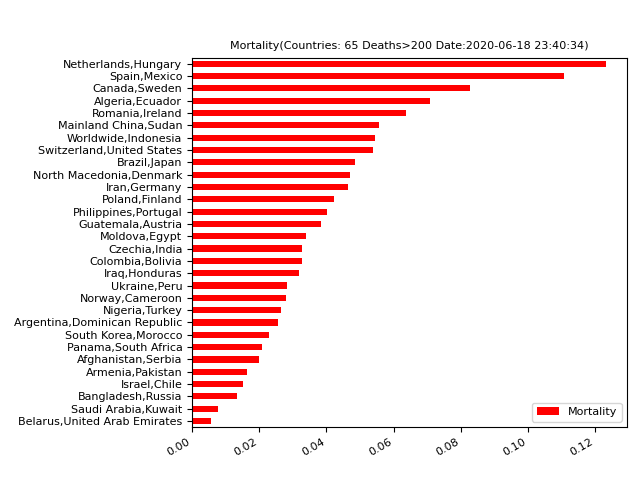 Mortality(Countries: 65 Deaths>200 Date:2020-06-18 23:40:34)
Netherlands,Hungary
Spain,Mexico
Canada,Sweden
Algeria,Ecuador
Romania,Ireland
Mainland China,Sudan
Worldwide,Indonesia
Switzerland,United States
Brazil,Japan
North Macedonia,Denmark
Iran,Germany
Poland,Finland
Philippines,Portugal
Guatemala,Austria
Moldova,Egypt
Czechia,India
Colombia,Bolivia
Iraq,Honduras
Ukraine,Peru
Norway,Cameroon
Nigeria,Turkey
Argentina,Dominican Republic
South Korea,Morocco
Panama,South Africa
Afghanistan,Serbia
Armenia,Pakistan
Israel,Chile
Bangladesh,Russia
Saudi Arabia,Kuwait
Belarus,United Arab Emirates
Mortality
0.00 0.02 0.04 0.06 0.08 0.10 0.12